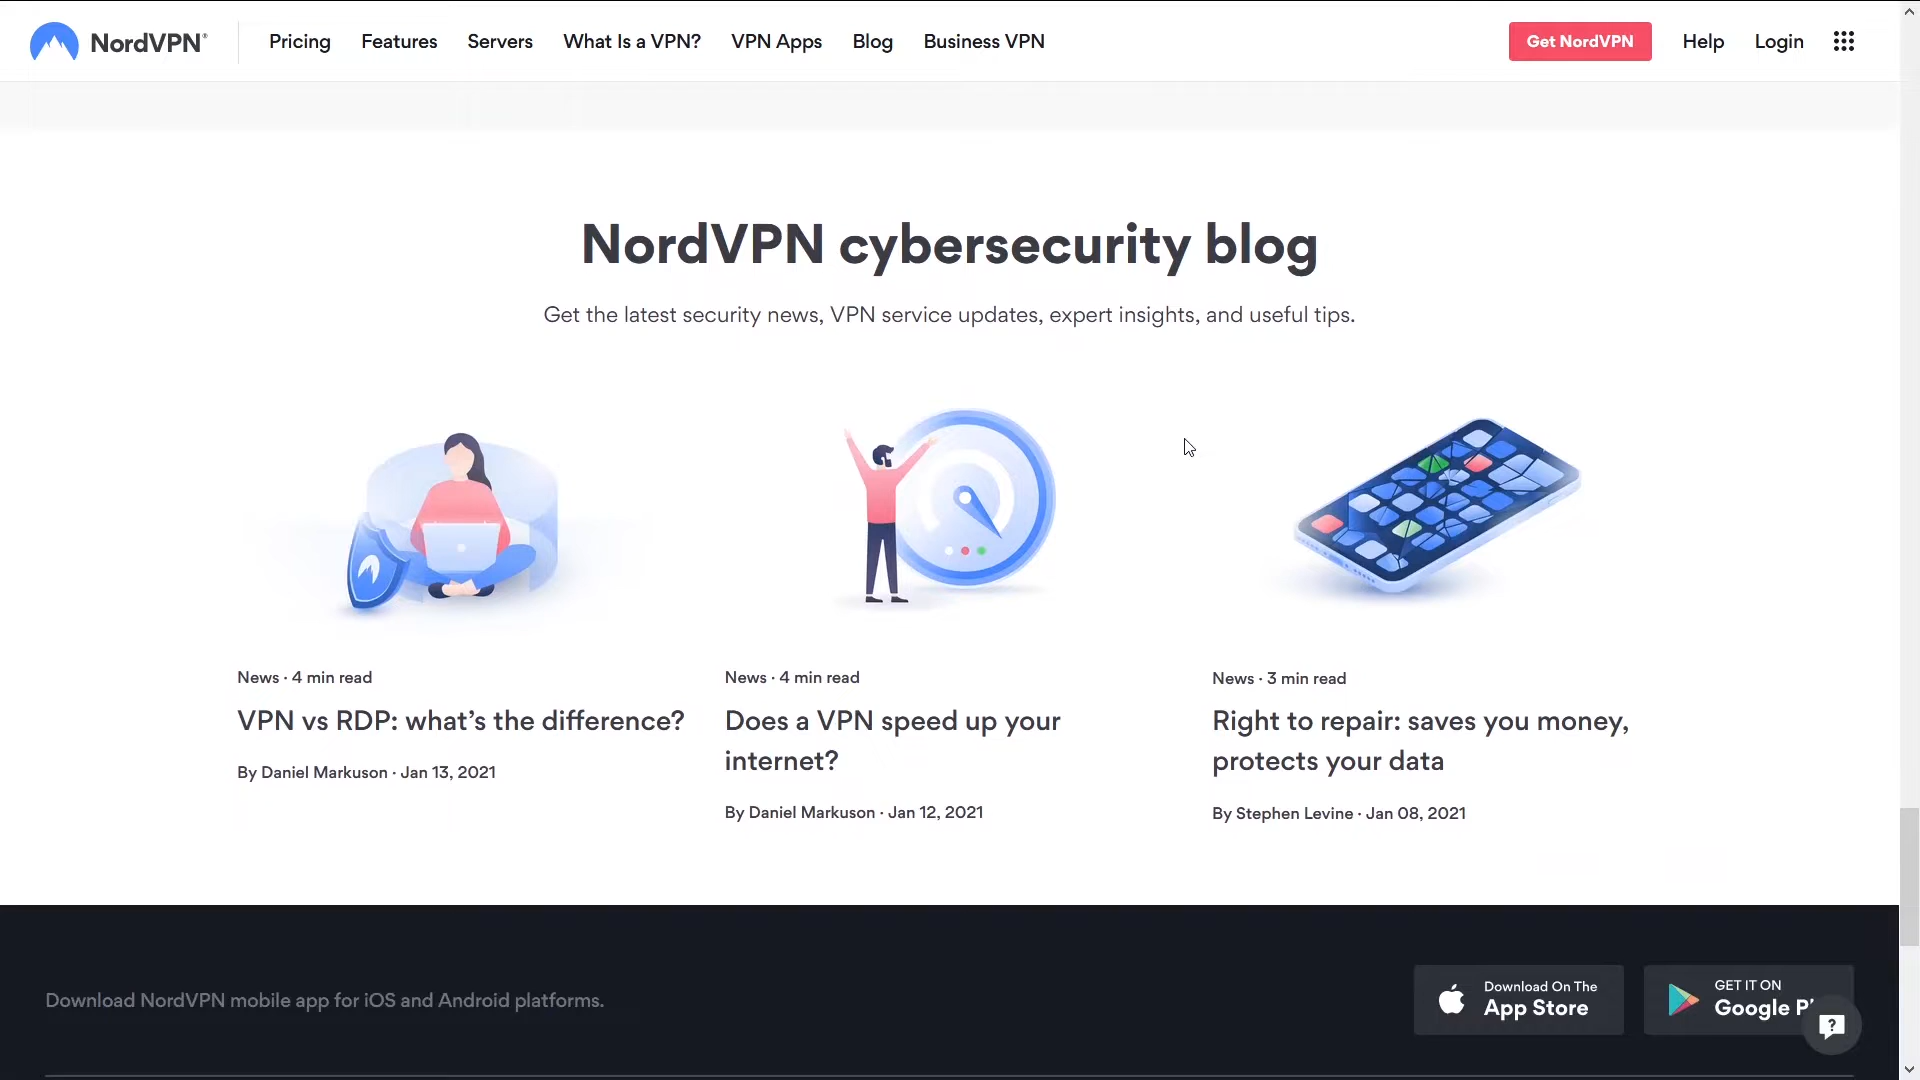 NordVPN®
Pricing
Features
Servers
What Is a VPN?
VPN Apps
Blog
Business VPN
Get NordVPN
Help
Login
NordVPN cybersecurity blog
Get the latest security news, VPN service updates, expert insights, and useful tips.
News · 4 min read
VPN vs RDP: what’s the difference?
By Daniel Markuson · Jan 13, 2021
News · 4 min read
Does a VPN speed up your
internet?
By Daniel Markuson · Jan 12, 2021
News · 3 min read
Right to repair: saves you money,
protects your data
By Stephen Levine · Jan 08, 2021
Download NordVPN mobile app for iOS and Android platforms.
Download On The
App Store
GET IT ON
Google
?